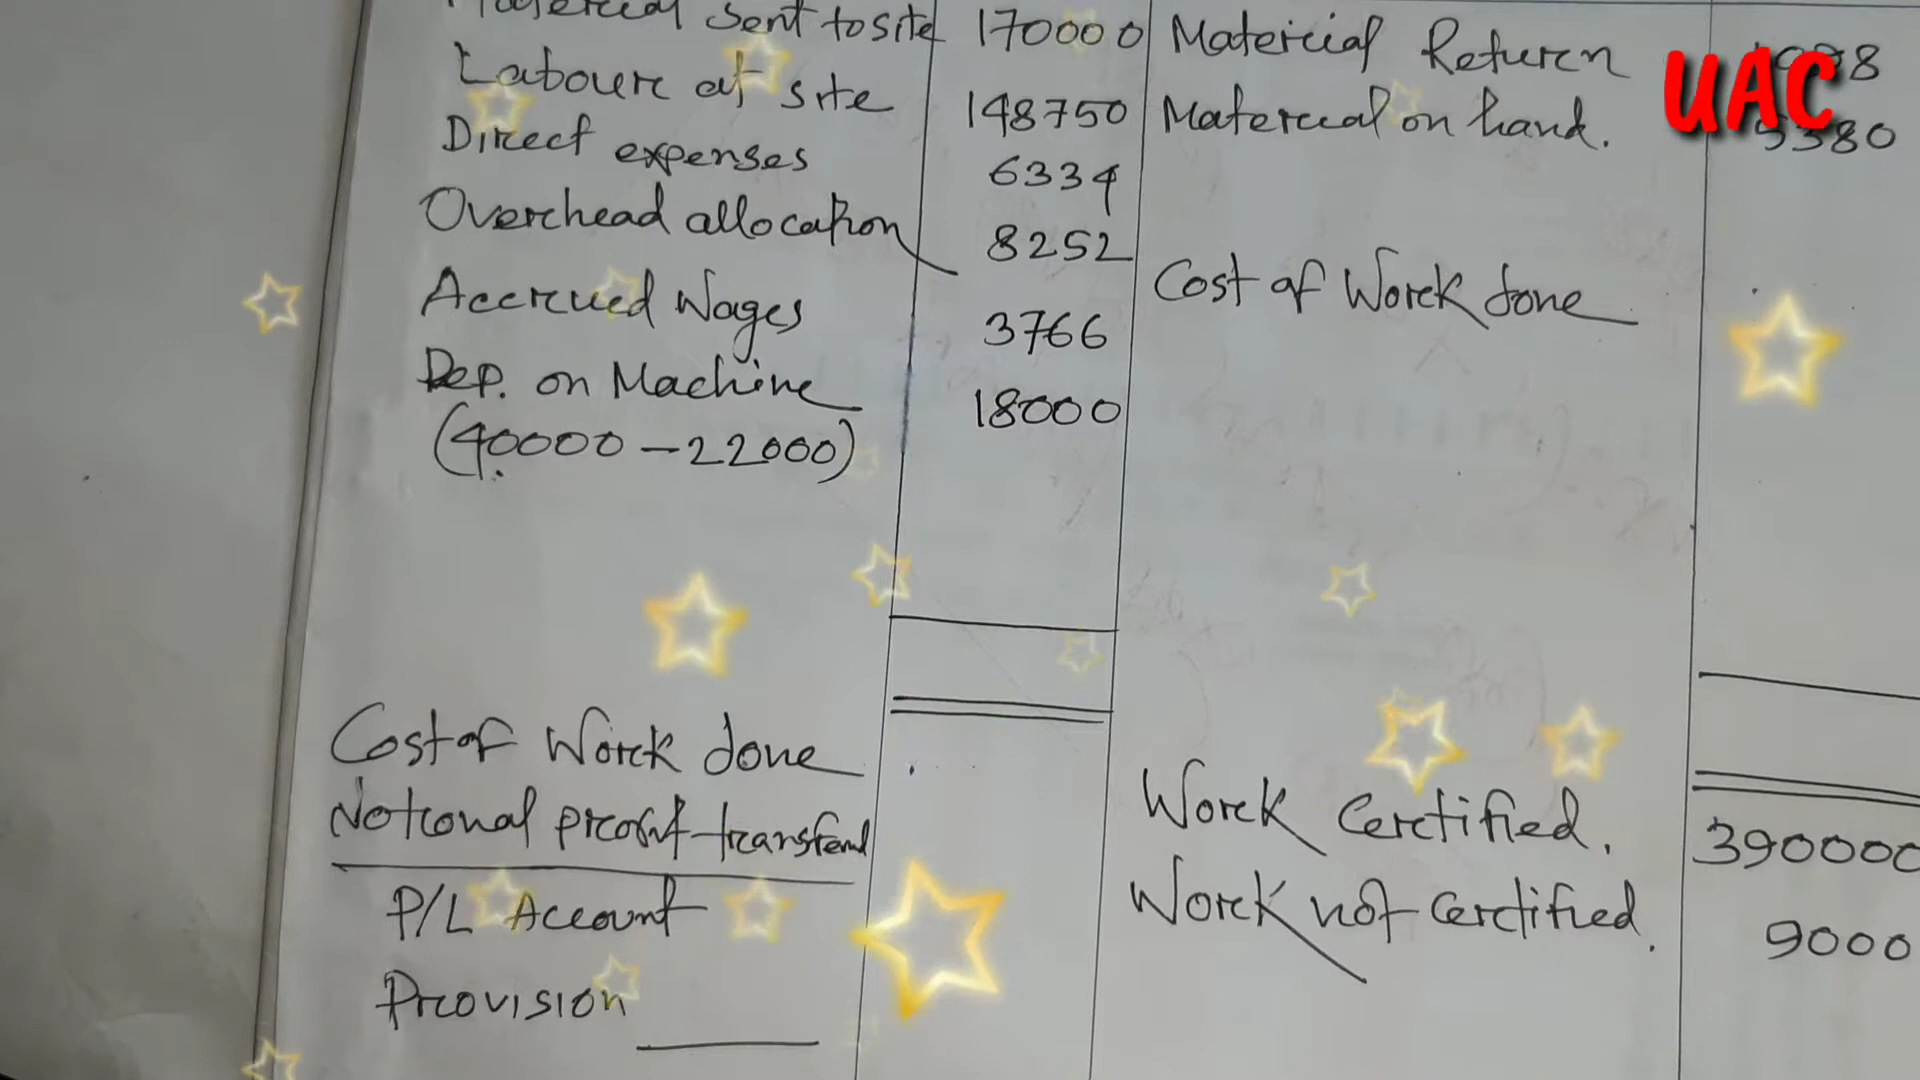 Material Sent to site 170000 Material Return
UAC
Labour at site 148750 Material on hand.
Direct expenses 6334
Overhead allocation 8252 Cost of Work done
Accrued Wages 3766
Dep. on Machine 18000
(40000 - 22000)
Cost of Work done Work Certified. 390000
Notional profit transferred
P/L Account Work not Certified. 9000
Provision